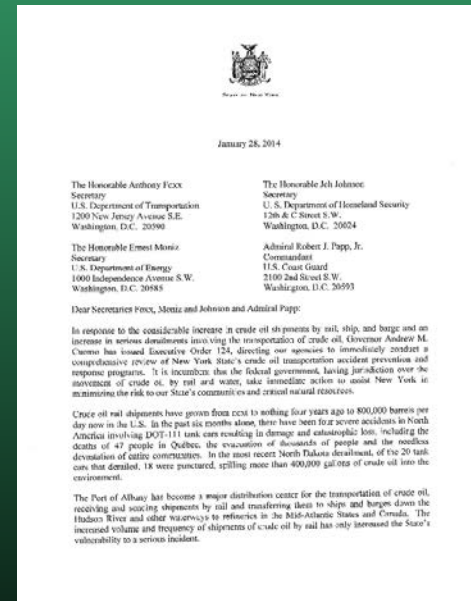 STATE OF NEW YORK
January 28, 2014
The Honorable Anthony Foxx
Secretary
U.S. Department of Transportation
1200 New Jersey Avenue S.E.
Washington, D.C. 20590
The Honorable Jeh Johnson
Secretary
U. S. Department of Homeland Security
12th & C Street S.W.
Washington, D.C. 20024
The Honorable Ernest Moniz
Secretary
U.S. Department of Energy
1000 Independence Avenue S.W.
Washington, D.C. 20585
Admiral Robert J. Papp, Jr.
Commandant
U.S. Coast Guard
2100 2nd Street S.W.
Washington, D.C. 20593
Dear Secretaries Foxx, Moniz and Johnson and Admiral Papp:
In response to the considerable increase in crude oil shipments by rail, ship, and barge and an
increase in serious derailments involving the transportation of crude oil, Governor Andrew M.
Cuomo has issued Executive Order 124, directing our agencies to immediately conduct a
comprehensive review of New York State's crude oil transportation accident prevention and
response programs. It is incumbent that the federal government, having jurisdiction over the
movement of crude oil by rail and water, take immediate action to assist New York in
minimizing the risk to our State's communities and critical natural resources.
Crude oil rail shipments have grown from next to nothing four years ago to 800,000 barrels per
day now in the U.S. In the past six months alone, there have been four severe accidents in North
America involving DOT-111 tank cars resulting in damage and catastrophic loss, including the
deaths of 47 people in Québec, the evacuation of thousands of people and the needless
devastation of entire communities. In the most recent North Dakota derailment, of the 20 tank
cars that derailed, 18 were punctured, spilling more than 400,000 gallons of crude oil into the
environment.
The Port of Albany has become a major distribution center for the transportation of crude oil,
receiving and sourcing shipments by rail and transferring them to ships and barges down the
Hudson River and other waterways to refineries in the Mid-Atlantic States and Canada. The
increased volume and frequency of shipments of crude oil by rail has only increased the State's
vulnerability to a serious incident.